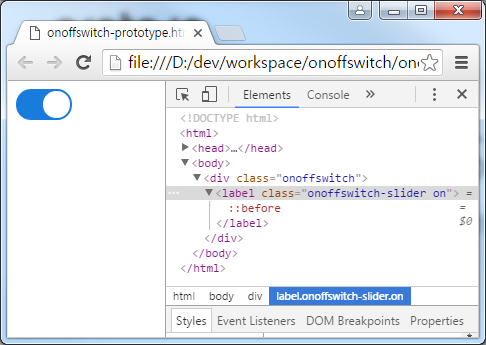 onoffswitch-prototype.htm
file:///D:/dev/workspace/onoffswitch/ono
Elements Console »
<!DOCTYPE html>
<html>
▶<head>…</head>
▼<body>
▼<div class="onoffswitch">
… ▼<label class="onoffswitch-slider on"> =
::before =
</label> $0
</div>
</body>
</html>
html body div label.onoffswitch-slider.on
Styles Event Listeners DOM Breakpoints Properties